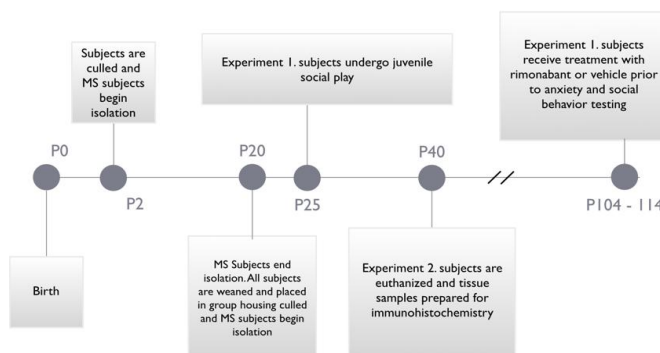 Subjects are
culled and
MS subjects
begin
isolation
Experiment 1. subjects undergo juvenile
social play
Experiment 1. subjects
receive treatment with
rimonabant or vehicle prior
to anxiety and social
behavior testing
P0
P20
P40
P2
P25
P104 - 114
Birth
MS Subjects end
isolation. All subjects
are weaned and placed
in group housing culled
and MS subjects begin
isolation
Experiment 2. subjects are
euthanized and tissue
samples prepared for
immunohistochemistry